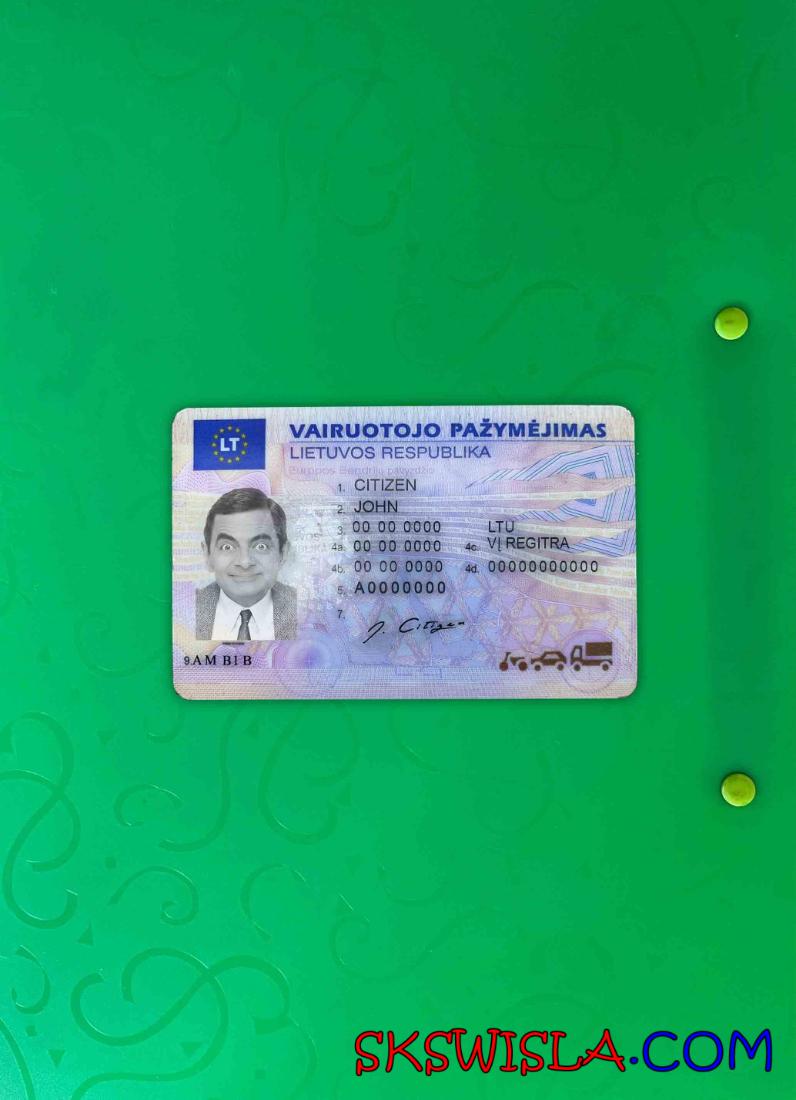 LT
VAIRUOTOJO PAŽYMĖJIMAS
LIETUVOS RESPUBLIKA
Europos Bendrijų pavyzdžio
1. CITIZEN
2. JOHN
3. 00 00 0000 LTU
4a. 00 00 0000 4c. VĮ REGITRA
4b. 00 00 0000 4d. 00000000000
5. A0000000
7. J. Citizen
9.AM B1 B
SKSWISLA.COM